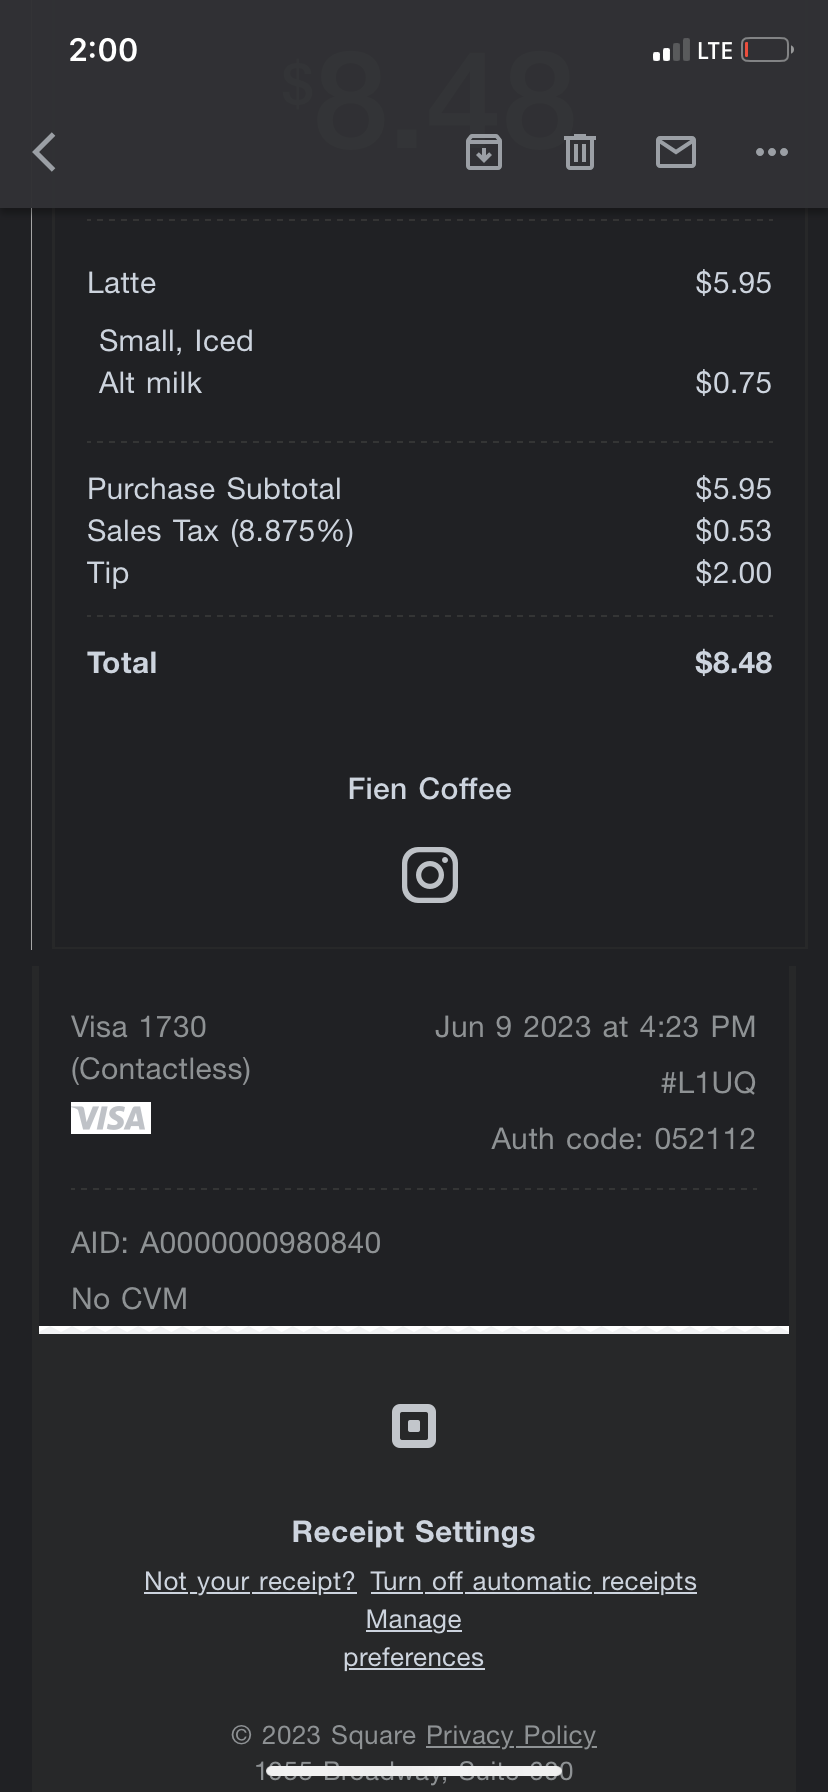 2:00 LTE
$8.48
Latte $5.95
Small, Iced
Alt milk $0.75
Purchase Subtotal $5.95
Sales Tax (8.875%) $0.53
Tip $2.00
Total $8.48
Fien Coffee
Visa 1730 Jun 9 2023 at 4:23 PM
(Contactless) #L1UQ
VISA Auth code: 052112
AID: A0000000980840
No CVM
Receipt Settings
Not your receipt? Turn off automatic receipts
Manage
preferences
© 2023 Square Privacy Policy
Broadway, Suite